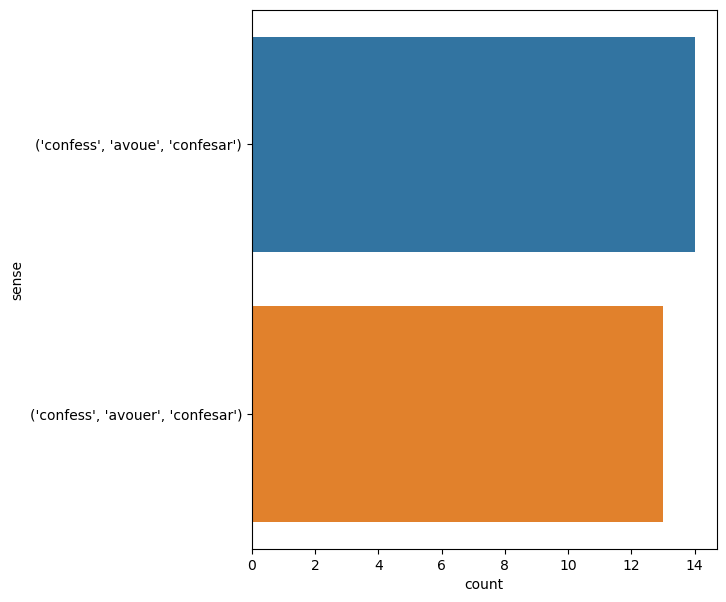 ('confess', 'avoue', 'confesar')
sense
('confess', 'avouer', 'confesar')
0 2 4 6 8 10 12 14
count